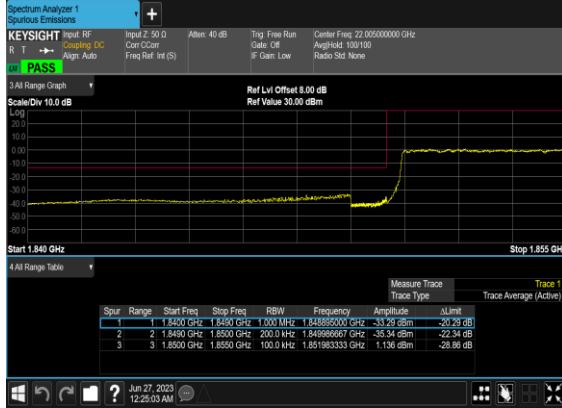 Spectrum Analyzer 1
Spurious Emissions
+
KEYSIGHT Input: RF Input Z: 50 Ω Atten: 40 dB Trig: Free Run Center Freq: 22.005000000 GHz
R T Coupling: DC Corr CCorr Gate: Off Avg|Hold: 100/100
Align: Auto Freq Ref: Int (S) IF Gain: Low Radio Std: None
PASS
3 All Range Graph
Ref Lvl Offset 8.00 dB
Scale/Div 10.0 dB Ref Value 30.00 dBm
Log
20.0
10.0
0.00
-10.0
-20.0
-30.0
-40.0
-50.0
-60.0
Start 1.840 GHz Stop 1.855 GH
4 All Range Table
Measure Trace Trace 1
Trace Type Trace Average (Active)
Spur Range Start Freq Stop Freq RBW Frequency Amplitude ΔLimit
1 1 1.8400 GHz 1.8490 GHz 1.000 MHz 1.848895000 GHz -33.29 dBm -20.29 dB
2 2 1.8490 GHz 1.8500 GHz 200.0 kHz 1.849986667 GHz -35.34 dBm -22.34 dB
3 3 1.8500 GHz 1.8550 GHz 100.0 kHz 1.851983333 GHz 1.136 dBm -28.86 dB
? Jun 27, 2023
12:25:03 AM